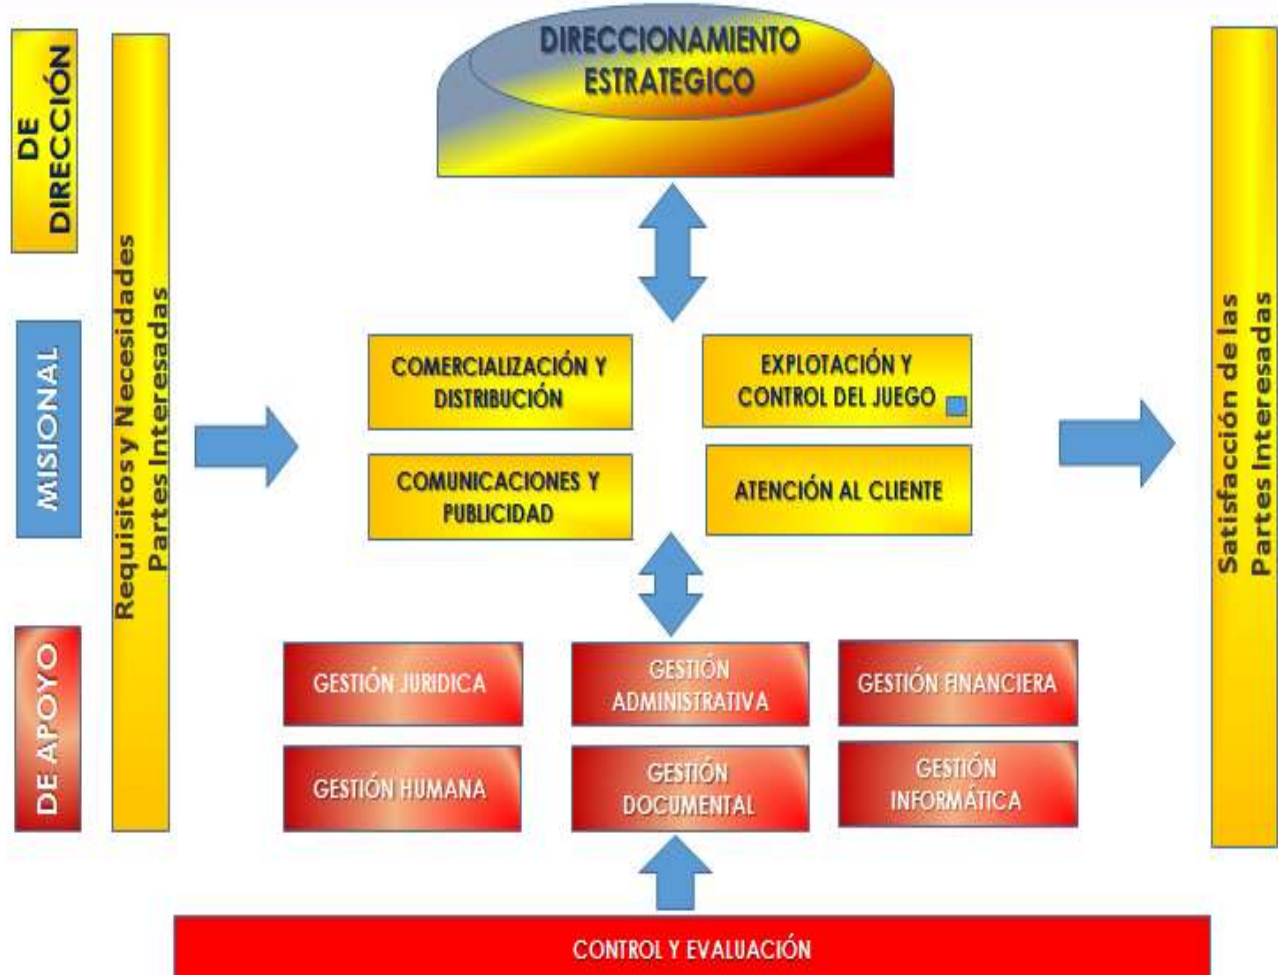 DIRECCIONAMIENTO
ESTRATEGICO
DE
DIRECCIÓN
Requisitos y Necesidades
Partes Interesadas
MISIONAL
COMERCIALIZACIÓN Y
DISTRIBUCIÓN
EXPLOTACIÓN Y
CONTROL DEL JUEGO
COMUNICACIONES Y
PUBLICIDAD
ATENCIÓN AL CLIENTE
Satisfacción de las
Partes Interesadas
DE APOYO
GESTIÓN JURIDICA
GESTIÓN
ADMINISTRATIVA
GESTIÓN FINANCIERA
GESTIÓN HUMANA
GESTIÓN
DOCUMENTAL
GESTIÓN
INFORMÁTICA
CONTROL Y EVALUACIÓN